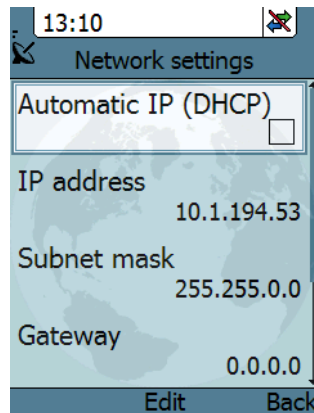 13:10
Network settings
Automatic IP (DHCP)
IP address
10.1.194.53
Subnet mask
255.255.0.0
Gateway
0.0.0.0
Edit Back